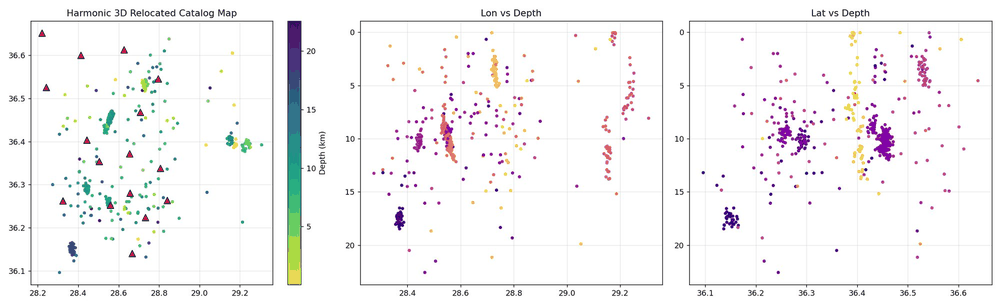 Harmonic 3D Relocated Catalog Map
36.6
36.5
36.4
36.3
36.2
36.1
28.2 28.4 28.6 28.8 29.0 29.2
20
15
10
5
Depth (km)
Lon vs Depth
0
5
10
15
20
28.4 28.6 28.8 29.0 29.2
Lat vs Depth
0
5
10
15
20
36.1 36.2 36.3 36.4 36.5 36.6